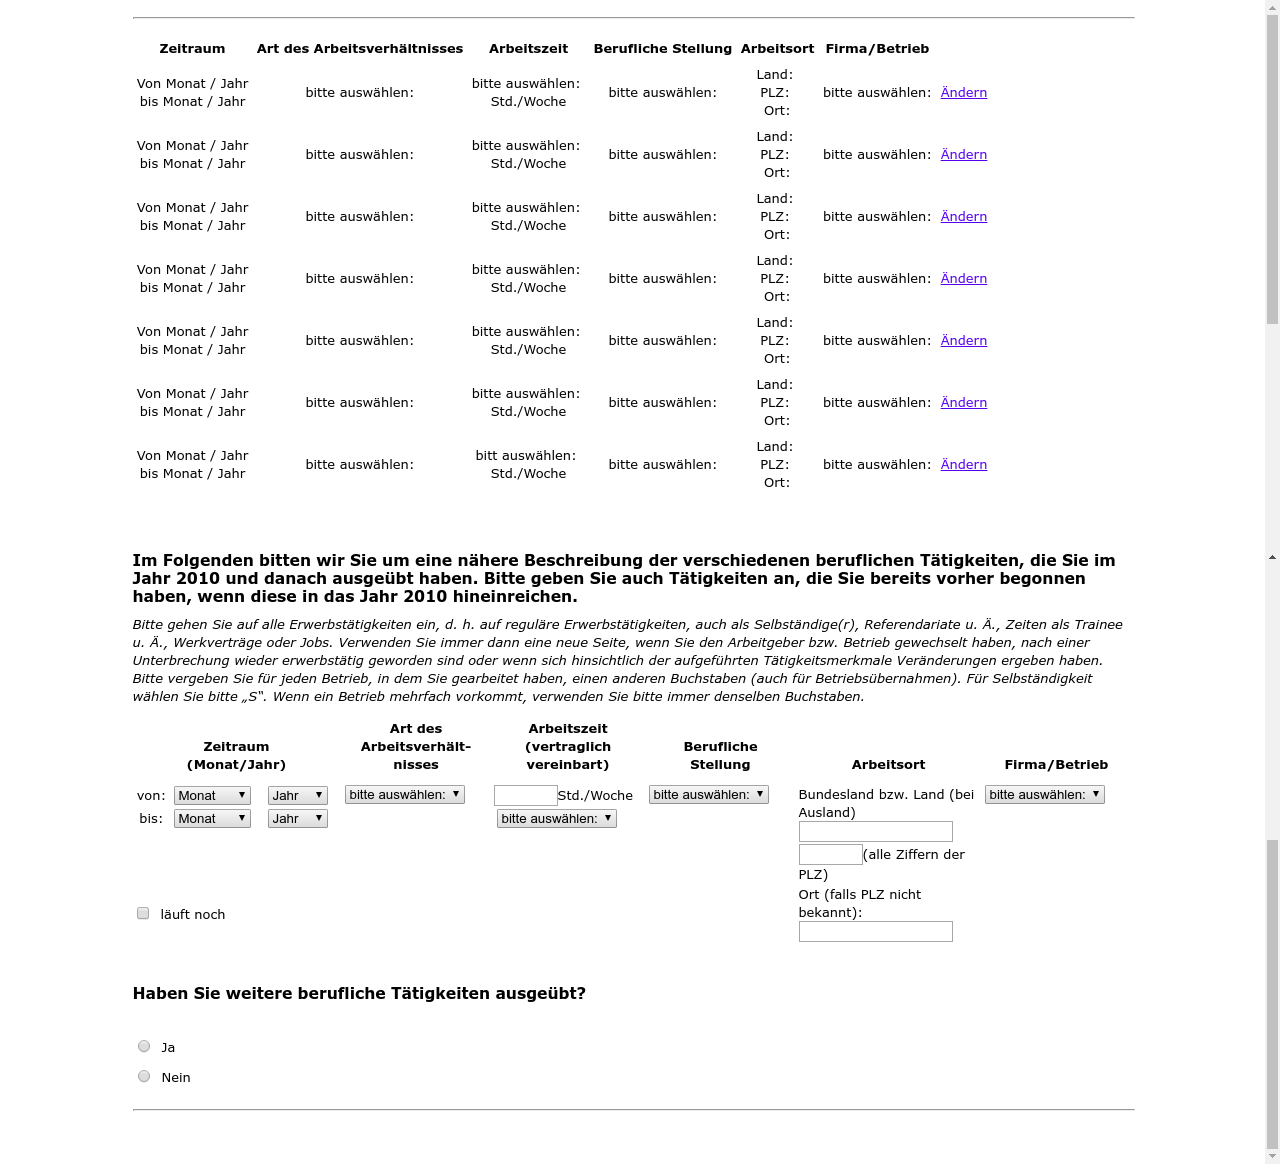 Zeitraum Art des Arbeitsverhältnisses Arbeitszeit Berufliche Stellung Arbeitsort Firma/Betrieb
Von Monat / Jahr
bis Monat / Jahr
bitte auswählen:
bitte auswählen:
Std./Woche
bitte auswählen:
Land:
PLZ:
Ort:
bitte auswählen:
Ändern
Von Monat / Jahr
bis Monat / Jahr
bitte auswählen:
bitte auswählen:
Std./Woche
bitte auswählen:
Land:
PLZ:
Ort:
bitte auswählen:
Ändern
Von Monat / Jahr
bis Monat / Jahr
bitte auswählen:
bitte auswählen:
Std./Woche
bitte auswählen:
Land:
PLZ:
Ort:
bitte auswählen:
Ändern
Von Monat / Jahr
bis Monat / Jahr
bitte auswählen:
bitte auswählen:
Std./Woche
bitte auswählen:
Land:
PLZ:
Ort:
bitte auswählen:
Ändern
Von Monat / Jahr
bis Monat / Jahr
bitte auswählen:
bitte auswählen:
Std./Woche
bitte auswählen:
Land:
PLZ:
Ort:
bitte auswählen:
Ändern
Von Monat / Jahr
bis Monat / Jahr
bitte auswählen:
bitte auswählen:
Std./Woche
bitte auswählen:
Land:
PLZ:
Ort:
bitte auswählen:
Ändern
Von Monat / Jahr
bis Monat / Jahr
bitte auswählen:
bitt auswählen:
Std./Woche
bitte auswählen:
Land:
PLZ:
Ort:
bitte auswählen:
Ändern
Im Folgenden bitten wir Sie um eine nähere Beschreibung der verschiedenen beruflichen Tätigkeiten, die Sie im
Jahr 2010 und danach ausgeübt haben. Bitte geben Sie auch Tätigkeiten an, die Sie bereits vorher begonnen
haben, wenn diese in das Jahr 2010 hineinreichen.
Bitte gehen Sie auf alle Erwerbstätigkeiten ein, d. h. auf reguläre Erwerbstätigkeiten, auch als Selbständige(r), Referendariate u. Ä., Zeiten als Trainee
u. Ä., Werkverträge oder Jobs. Verwenden Sie immer dann eine neue Seite, wenn Sie den Arbeitgeber bzw. Betrieb gewechselt haben, nach einer
Unterbrechung wieder erwerbstätig geworden sind oder wenn sich hinsichtlich der aufgeführten Tätigkeitsmerkmale Veränderungen ergeben haben.
Bitte vergeben Sie für jeden Betrieb, in dem Sie gearbeitet haben, einen anderen Buchstaben (auch für Betriebsübernahmen). Für Selbständigkeit
wählen Sie bitte „S“. Wenn ein Betrieb mehrfach vorkommt, verwenden Sie bitte immer denselben Buchstaben.
Zeitraum
(Monat/Jahr)
Art des
Arbeitsverhält-
nisses
Arbeitszeit
(vertraglich
vereinbart)
Berufliche
Stellung
Arbeitsort
Firma/Betrieb
von: Monat Jahr
bis: Monat Jahr
bitte auswählen:
Std./Woche
bitte auswählen:
bitte auswählen:
Bundesland bzw. Land (bei
Ausland)
(alle Ziffern der
PLZ)
Ort (falls PLZ nicht
bekannt):
bitte auswählen:
läuft noch
Haben Sie weitere berufliche Tätigkeiten ausgeübt?
Ja
Nein